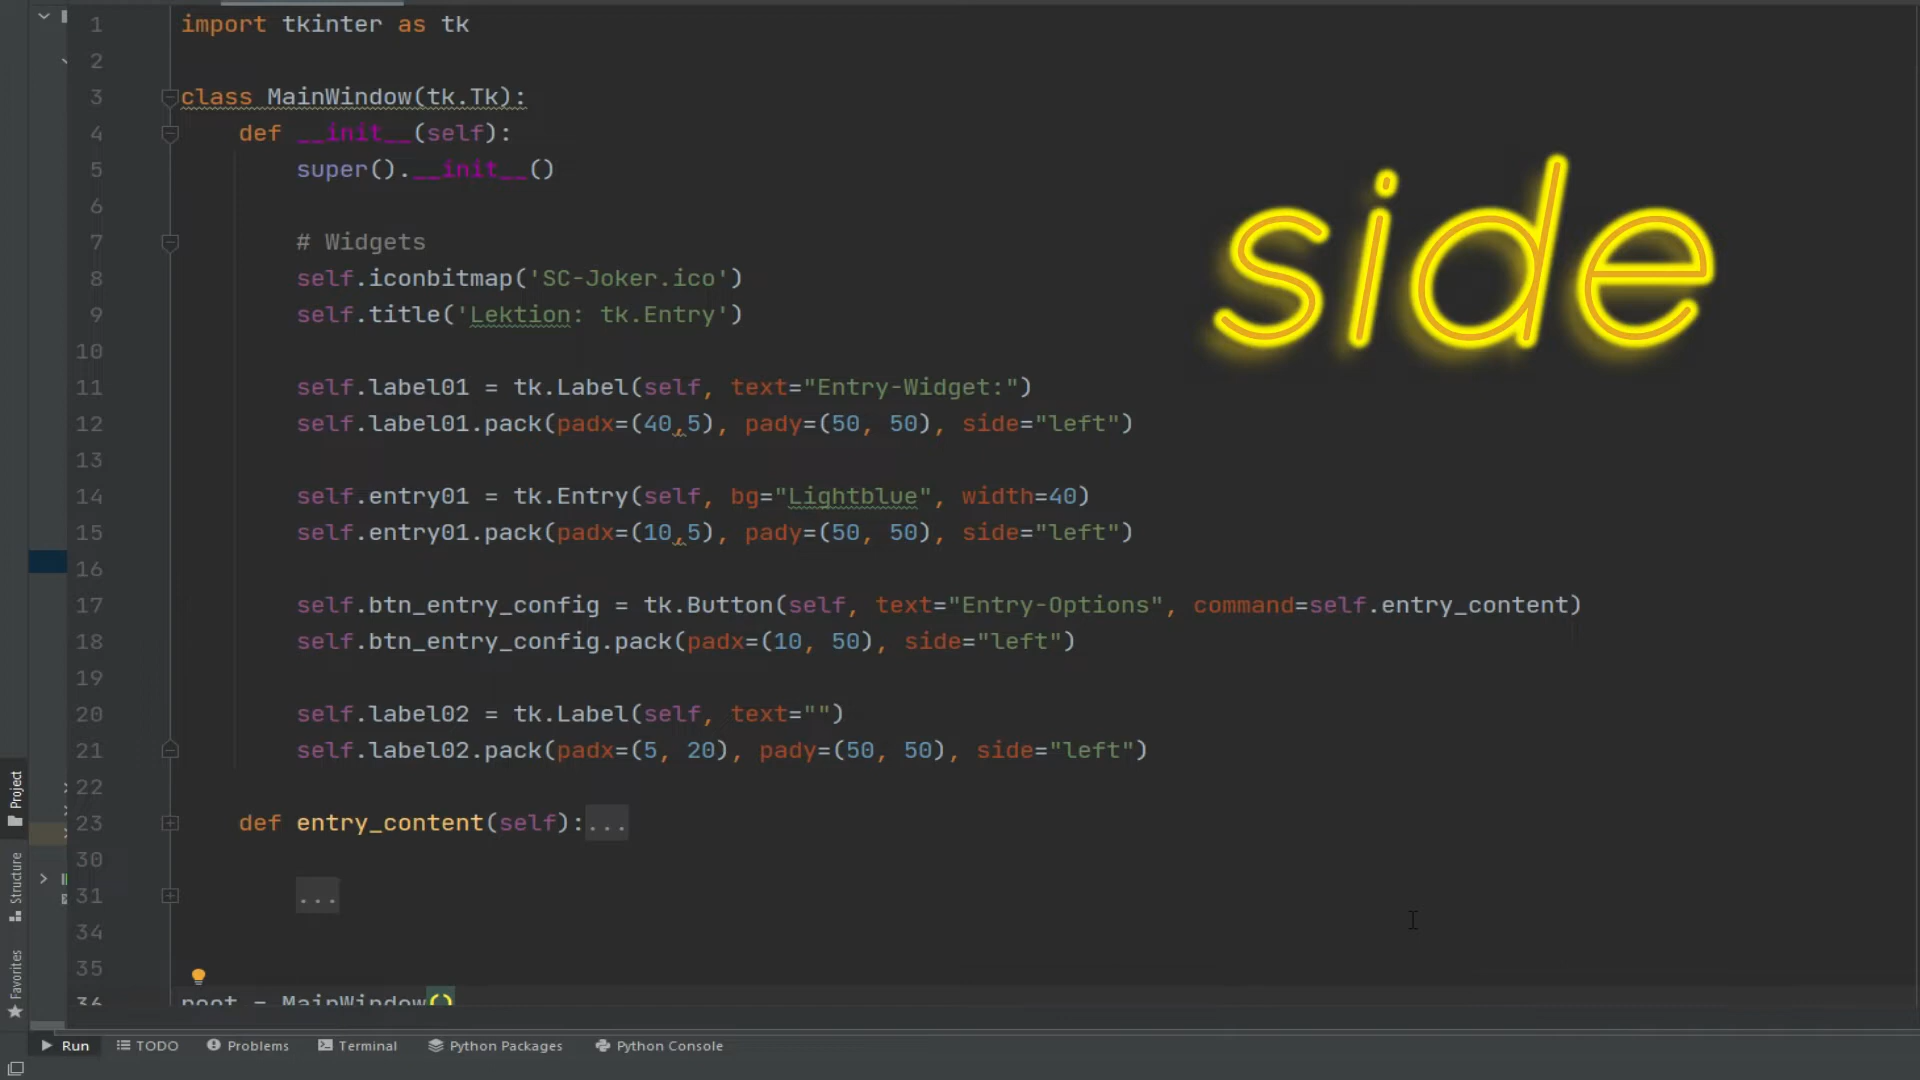 1 import tkinter as tk
2
3 class MainWindow(tk.Tk):
4 def __init__(self):
5 super().__init__()
6
7 # Widgets
8 self.iconbitmap('SC-Joker.ico')
9 self.title('Lektion: tk.Entry')
10
11 self.label01 = tk.Label(self, text="Entry-Widget:")
12 self.label01.pack(padx=(40,5), pady=(50, 50), side="left")
13
14 self.entry01 = tk.Entry(self, bg="Lightblue", width=40)
15 self.entry01.pack(padx=(10,5), pady=(50, 50), side="left")
16
17 self.btn_entry_config = tk.Button(self, text="Entry-Options", command=self.entry_content)
18 self.btn_entry_config.pack(padx=(10, 50), side="left")
19
20 self.label02 = tk.Label(self, text="")
21 self.label02.pack(padx=(5, 20), pady=(50, 50), side="left")
22
23 def entry_content(self):...
30
31 ...
34
35
36 root = MainWindow()
side
Project
Structure
Favorites
Run TODO Problems Terminal Python Packages Python Console